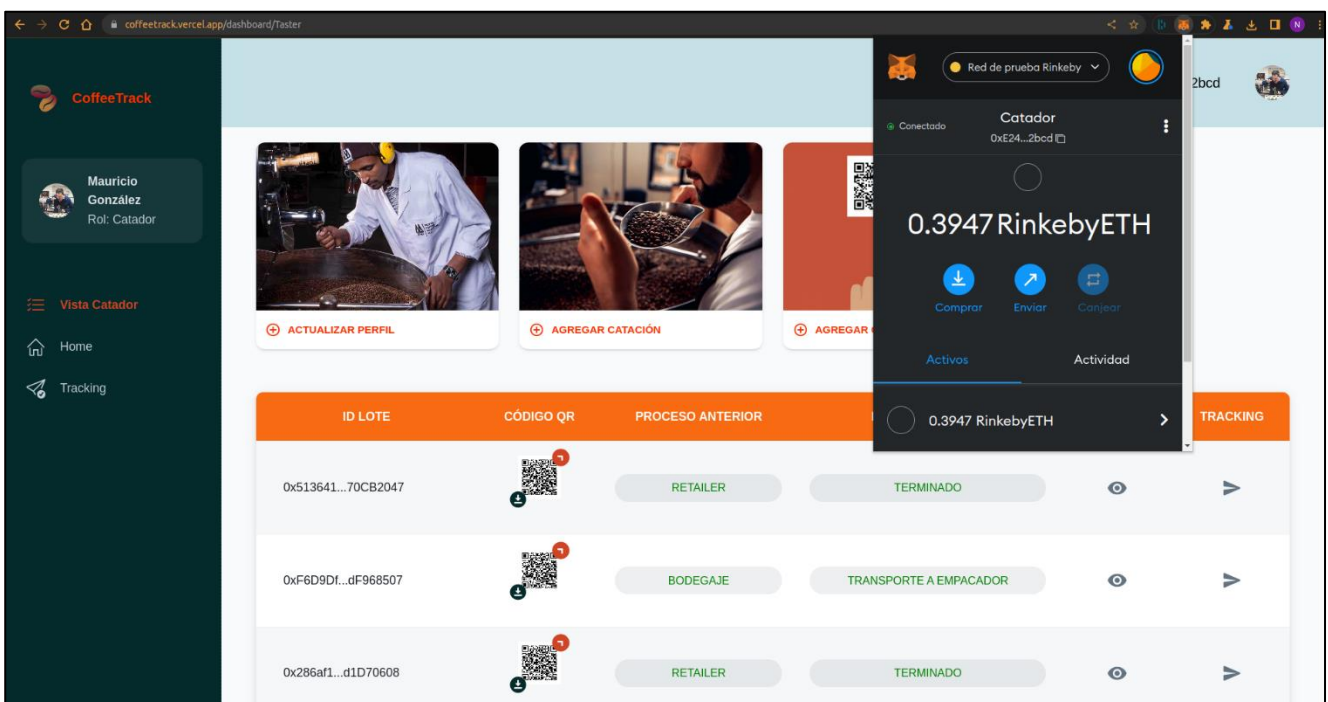 coffeetrack.vercel.app/dashboard/Taster
N
CoffeeTrack
Mauricio
González
Rol: Catador
Vista Catador
Home
Tracking
2bcd
Red de prueba Rinkeby
Conectado
Catador
0xE24...2bcd
0.3947 RinkebyETH
Comprar
Enviar
Canjear
Activos
Actividad
0.3947 RinkebyETH
ACTUALIZAR PERFIL
AGREGAR CATACIÓN
AGREGAR
ID LOTE CÓDIGO QR PROCESO ANTERIOR TRACKING
0x513641...70CB2047 RETAILER TERMINADO
0xF6D9Df...dF968507 BODEGAJE TRANSPORTE A EMPACADOR
0x286af1...d1D70608 RETAILER TERMINADO